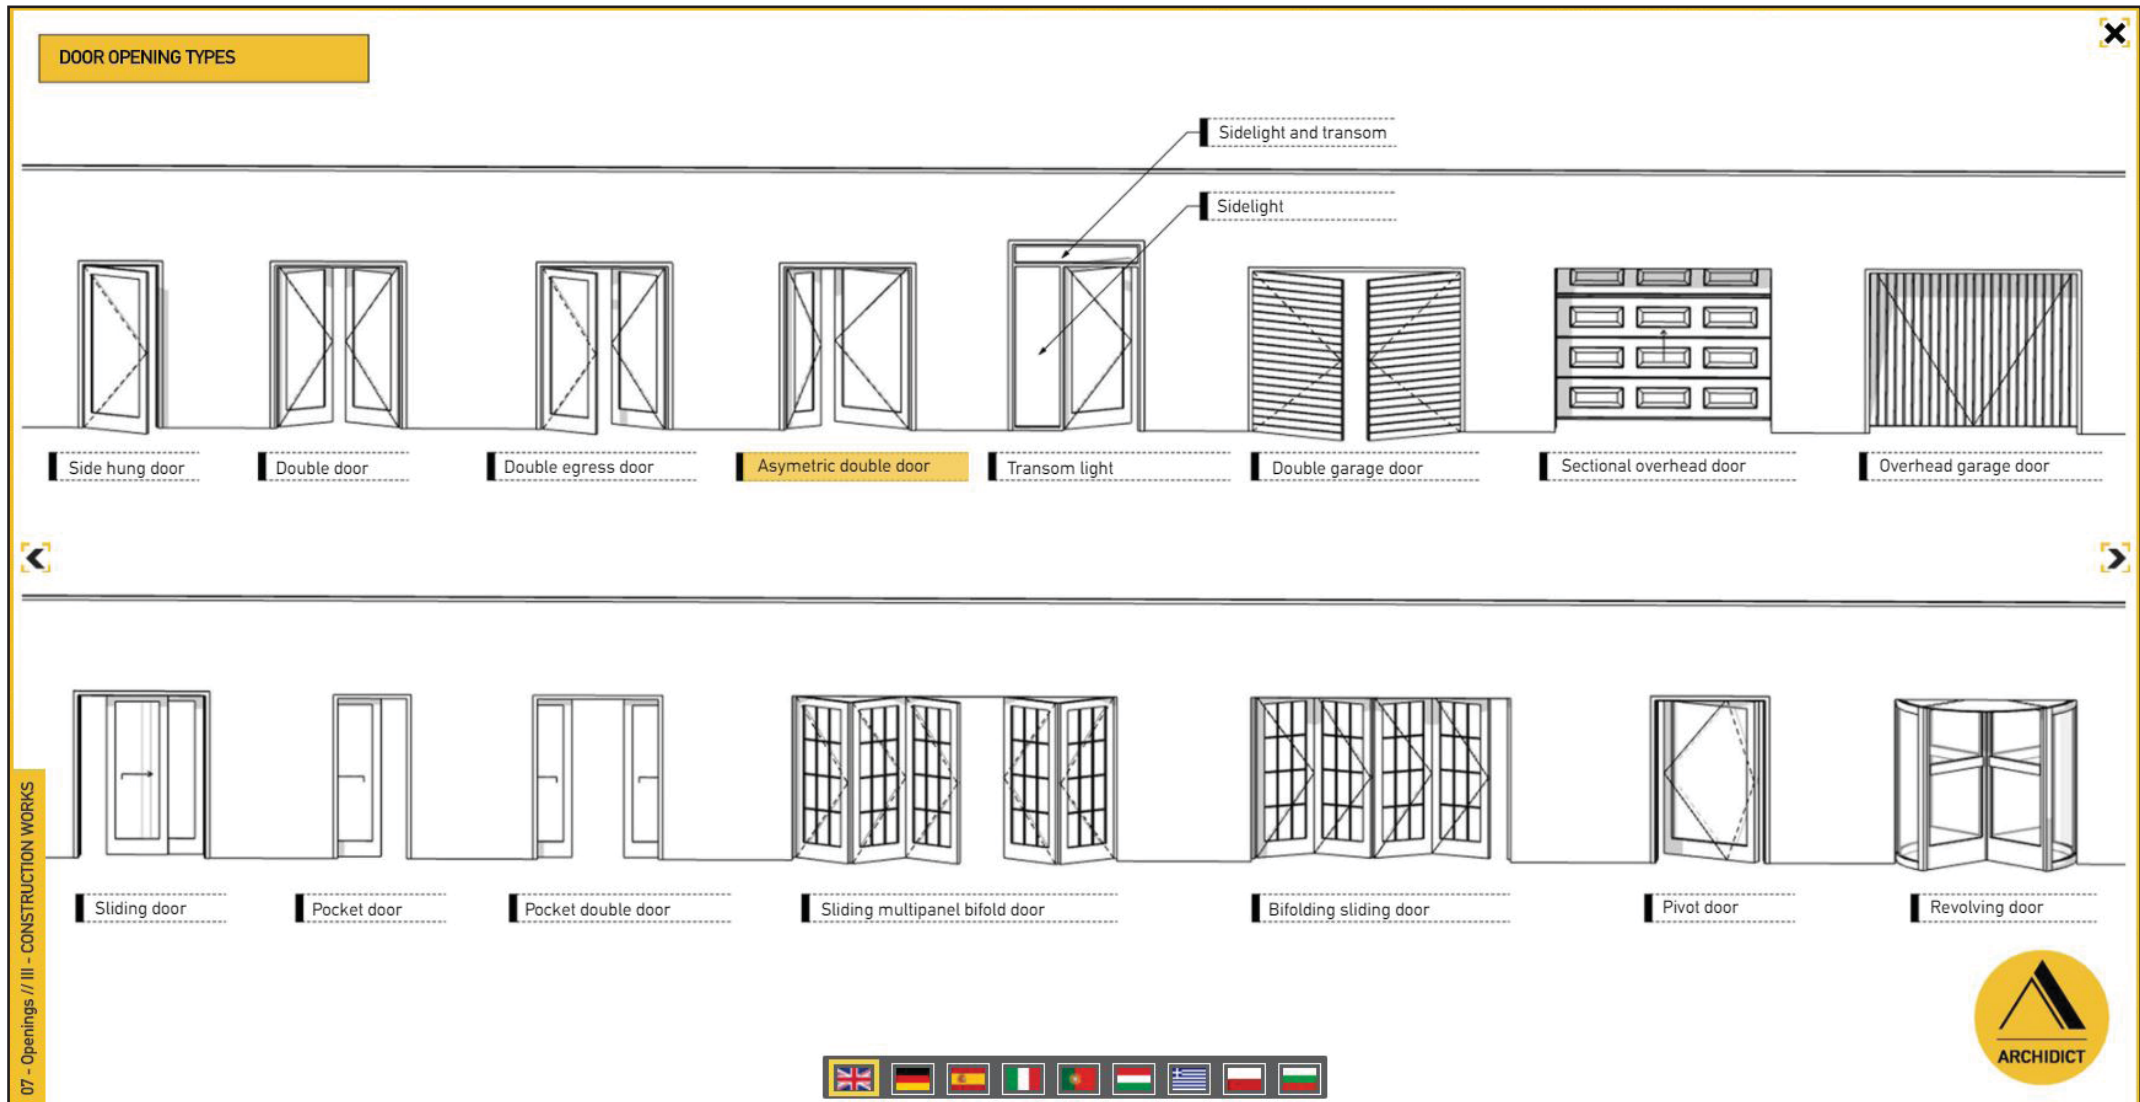 DOOR OPENING TYPES
Sidelight and transom
Sidelight
Side hung door
Double door
Double egress door
Asymetric double door
Transom light
Double garage door
Sectional overhead door
Overhead garage door
Sliding door
Pocket door
Pocket double door
Sliding multipanel bifold door
Bifolding sliding door
Pivot door
Revolving door
07 - Openings // III - CONSTRUCTION WORKS
ARCHIDICT